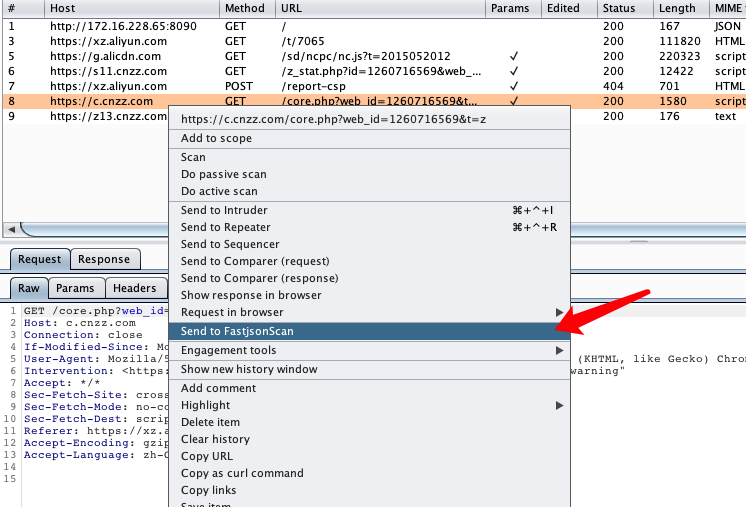 # Host Method URL Params Edited Status Length MIME
1 http://172.16.228.65:8090 GET / 200 167 JSON
3 https://xz.aliyun.com GET /t/7065 200 111820 HTML
5 https://g.alicdn.com GET /sd/ncpc/nc.js?t=2015052012 ✓ 200 220323 script
6 https://s11.cnzz.com GET /z_stat.php?id=1260716569&web_... ✓ 200 12422 script
7 https://xz.aliyun.com POST /report-csp ✓ 404 701 HTML
8 https://c.cnzz.com GET /core.php?web_id=1260716569&t... ✓ 200 1580 script
9 https://z13.cnzz.com 200 176 text
https://c.cnzz.com/core.php?web_id=1260716569&t=z
Add to scope
Scan
Do passive scan
Do active scan
Send to Intruder ⌘+^+I
Send to Repeater ⌘+^+R
Send to Sequencer
Send to Comparer (request)
Send to Comparer (response)
Show response in browser
Request in browser
Send to FastjsonScan
Engagement tools
Show new history window
Add comment
Highlight
Delete item
Clear history
Copy URL
Copy as curl command
Copy links
Save item
Request Response
Raw Params Headers
1 GET /core.php?web_id=
2 Host: c.cnzz.com
3 Connection: close
4 If-Modified-Since: Mo
5 User-Agent: Mozilla/5 (KHTML, like Gecko) Chrom
6 Intervention: <https: warning"
7 Accept: */*
8 Sec-Fetch-Site: cross
9 Sec-Fetch-Mode: no-co
10 Sec-Fetch-Dest: scrip
11 Referer: https://xz.a
12 Accept-Encoding: gzip
13 Accept-Language: zh-C
14
15